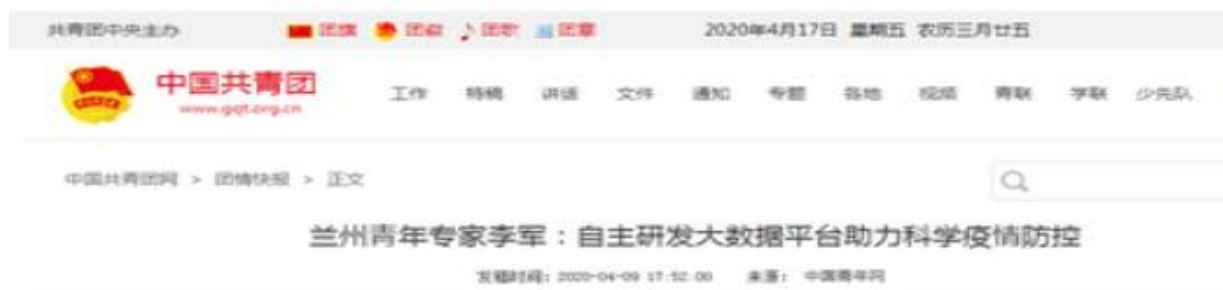 共青团中央主办 团旗 团徽 团歌 团章 2020年4月17日 星期五 农历三月廿五
中国共青团
www.gqt.org.cn
工作 特稿 讲话 文件 通知 专题 各地 视频 青联 学联 少先队
中国共青团网 > 团情快报 > 正文
兰州青年专家李军：自主研发大数据平台助力科学疫情防控
发稿时间：2020-04-09 17:52:00 来源： 中国青年网